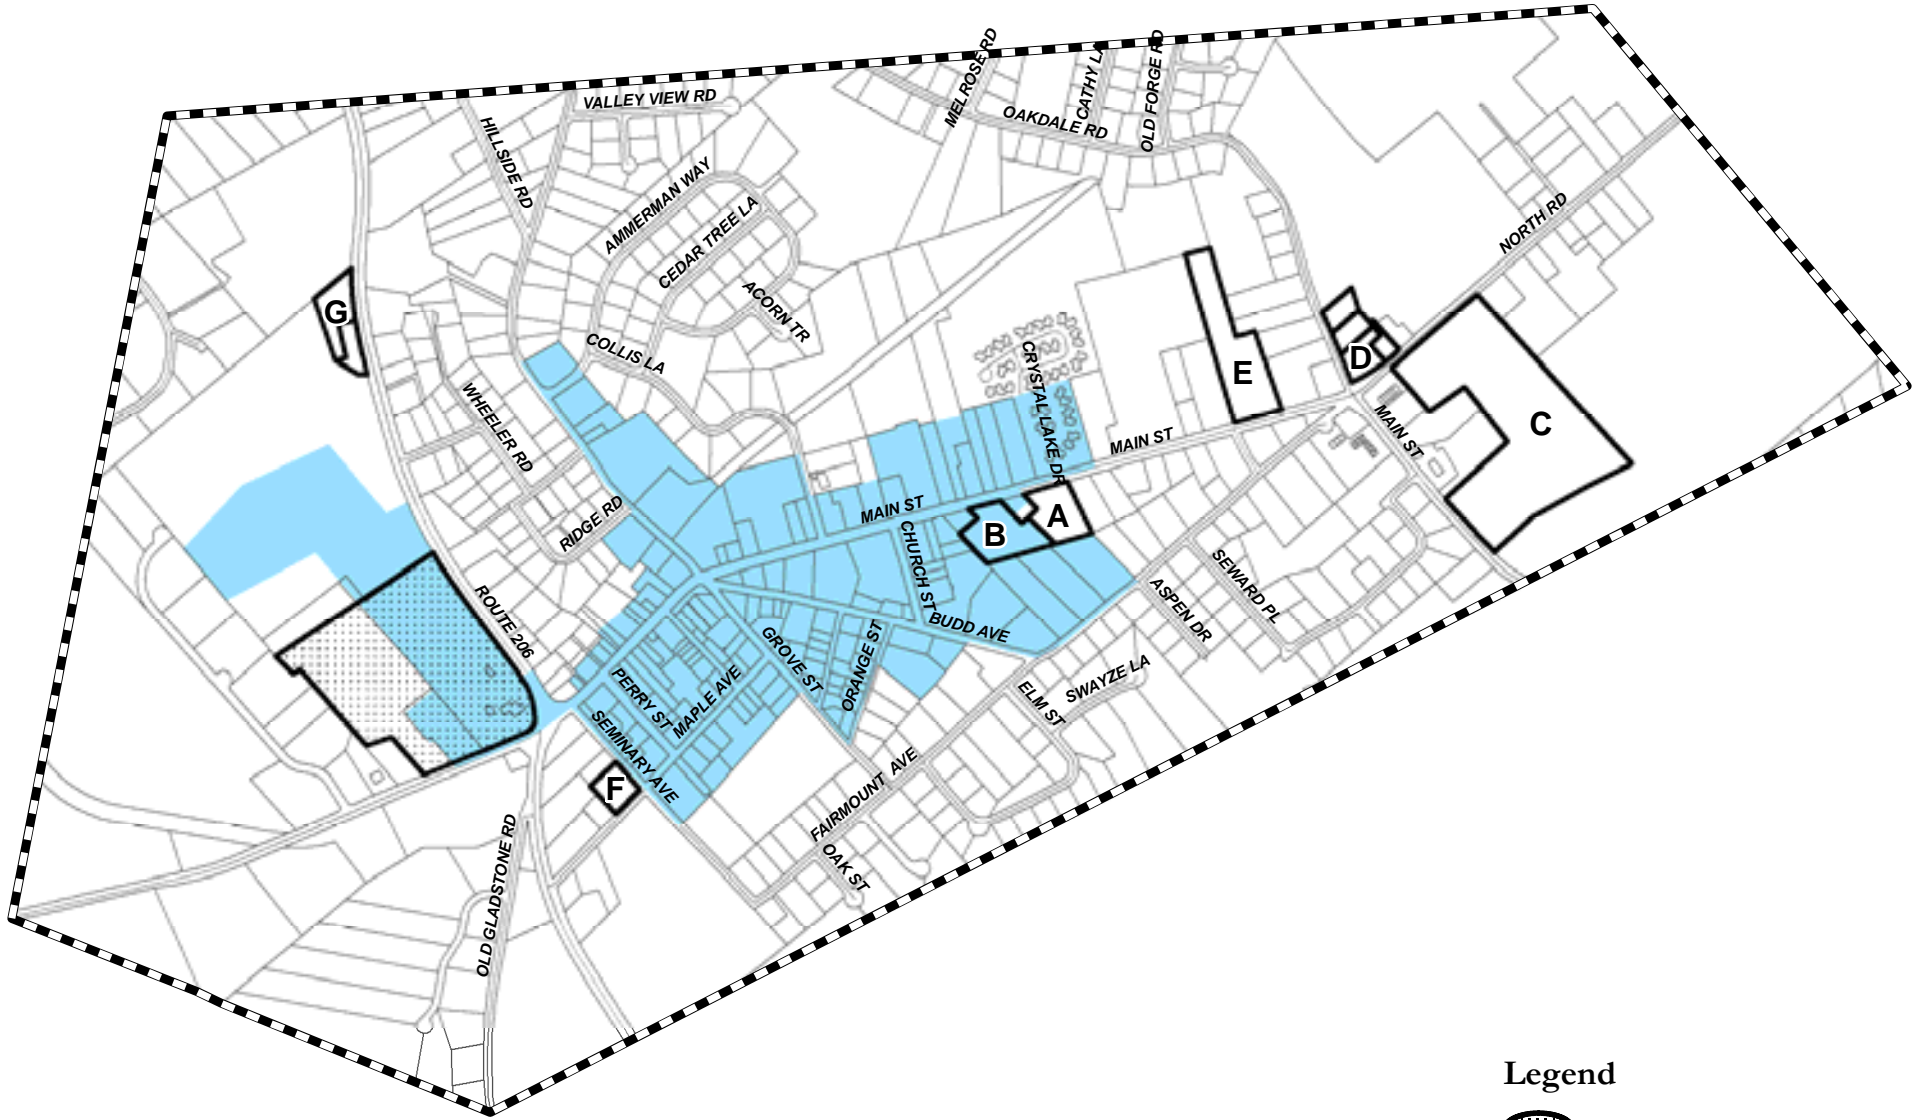 MELROSE RD
CATHY LA
OLD FORGE RD
VALLEY VIEW RD
OAKDALE RD
HILLSIDE RD
AMMERMAN WAY
CEDAR TREE LA
NORTH RD
ACORN TR
G
COLLIS LA
CRYSTAL LAKE DR
E
D
WHEELER RD
C
MAIN ST
MAIN ST
RIDGE RD
MAIN ST
A
B
CHURCH ST
SEWARD PL
ASPEN DR
ROUTE 206
BUDD AVE
GROVE ST
ORANGE ST
PERRY ST
MAPLE AVE
ELM ST
SWAYZE LA
SEMINARY AVE
F
FAIRMOUNT AVE
OAK ST
OLD GLADSTONE RD
Legend